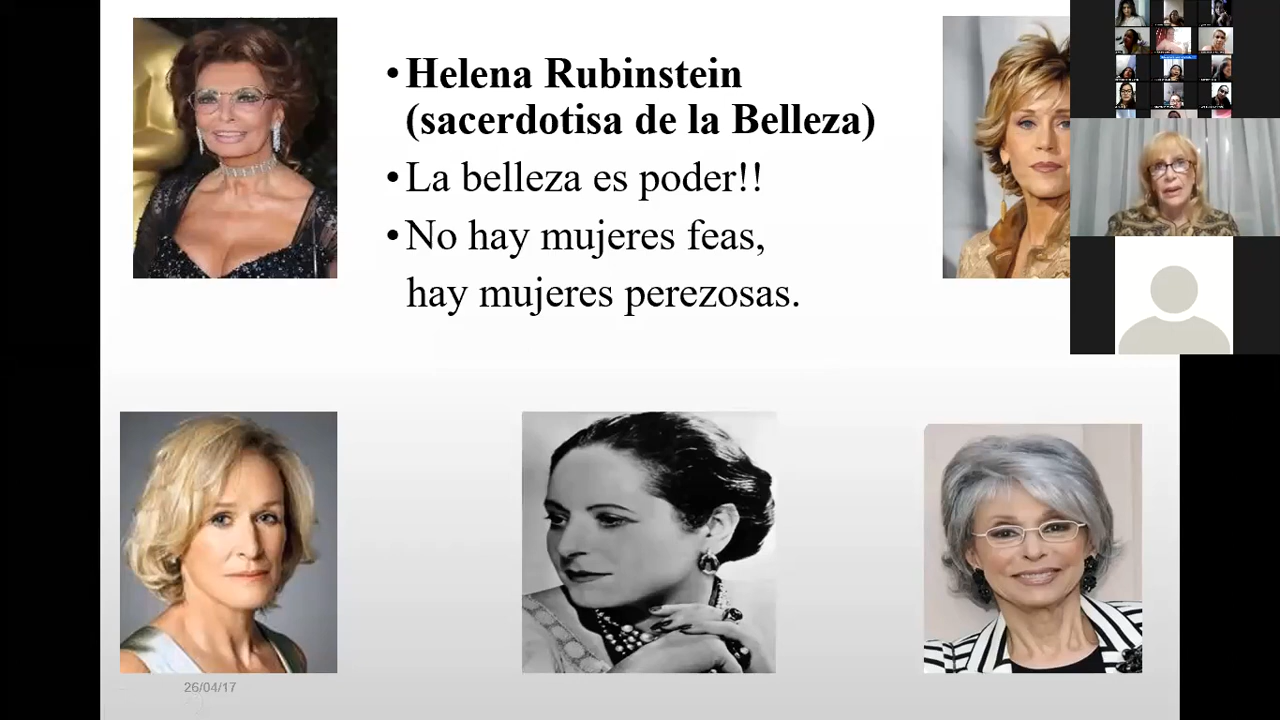 • Helena Rubinstein
(sacerdotisa de la Belleza)
• La belleza es poder!!
• No hay mujeres feas,
hay mujeres perezosas.
26/04/17